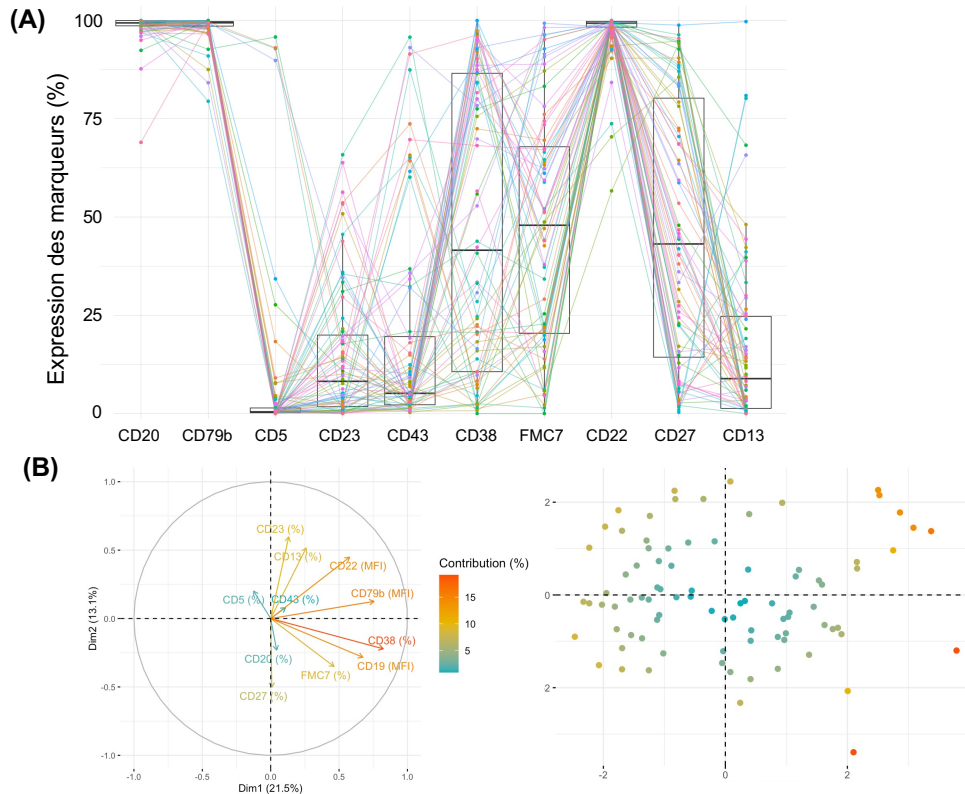 (A)
Expression des marqueurs (%)
100
75
50
25
0
CD20 CD79b CD5 CD23 CD43 CD38 FMC7 CD22 CD27 CD13
(B)
1.0
0.5
0.0
-0.5
-1.0
Dim2 (13.1%)
CD23 (%)
CD13 (%)
CD22 (MFI)
CD79b (MFI)
CD5 (%)
CD43 (%)
CD38 (%)
CD20 (%)
CD19 (MFI)
FMC7 (%)
CD27 (%)
-1.0 -0.5 0.0 0.5 1.0
Dim1 (21.5%)
Contribution (%)
15
10
5
2
0
2
-2 0 2